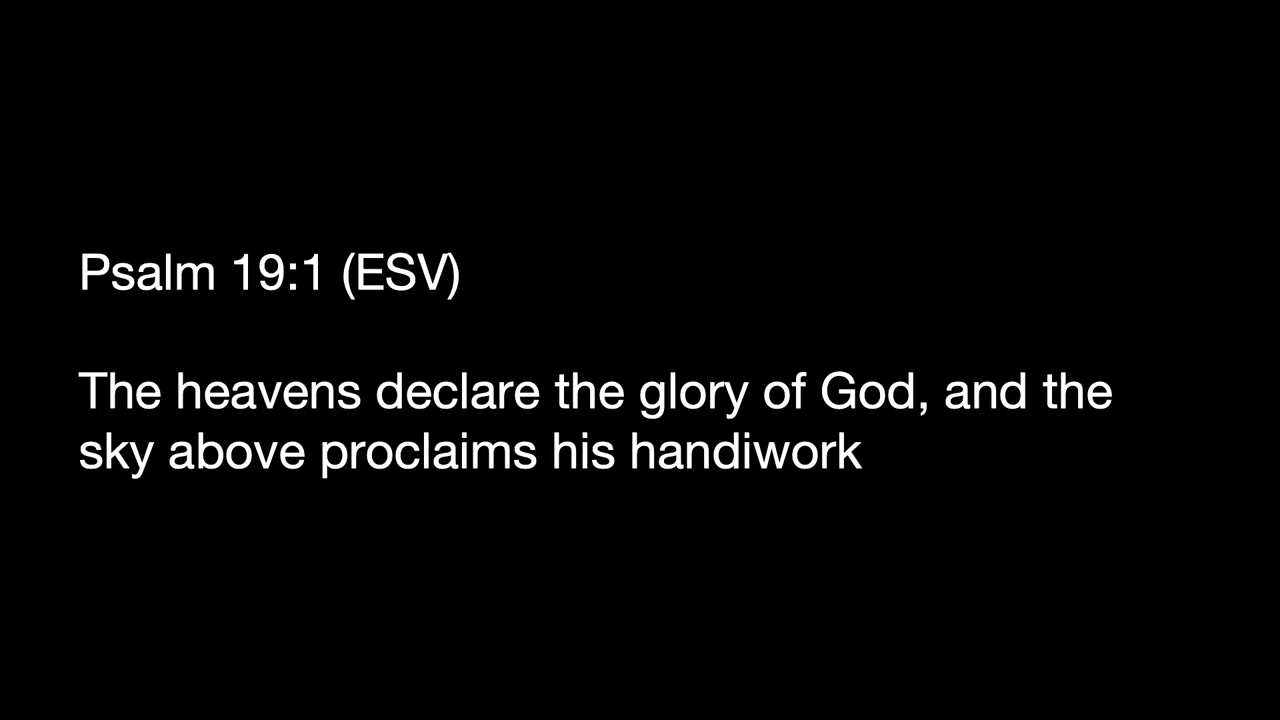 Psalm 19:1 (ESV)
The heavens declare the glory of God, and the
sky above proclaims his handiwork